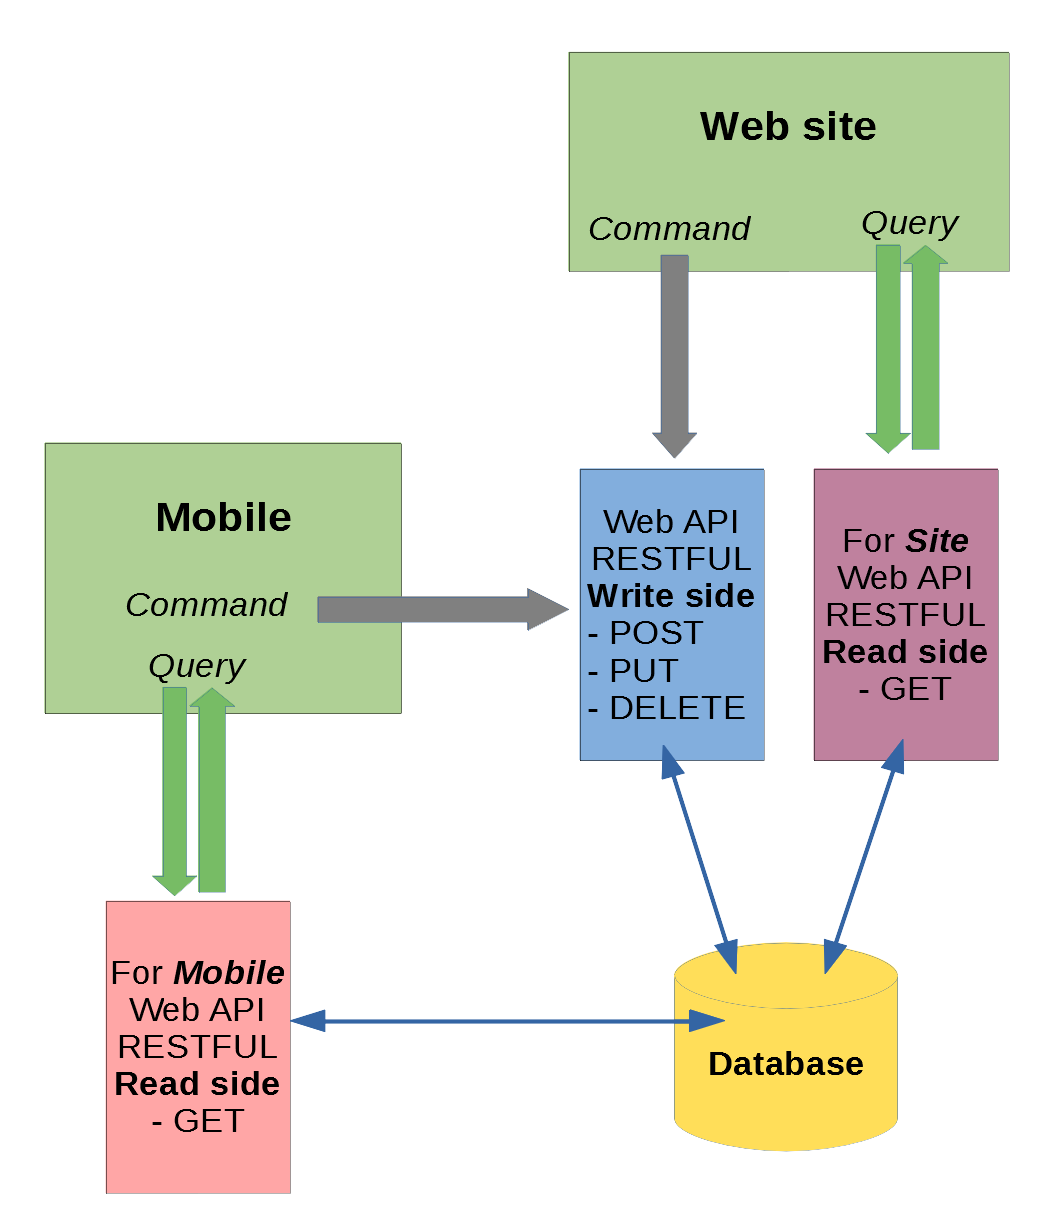 Web site
Command
Query
Mobile
Command
Query
Web API
RESTFUL
Write side
- POST
- PUT
- DELETE
For Site
Web API
RESTFUL
Read side
- GET
For Mobile
Web API
RESTFUL
Read side
- GET
Database